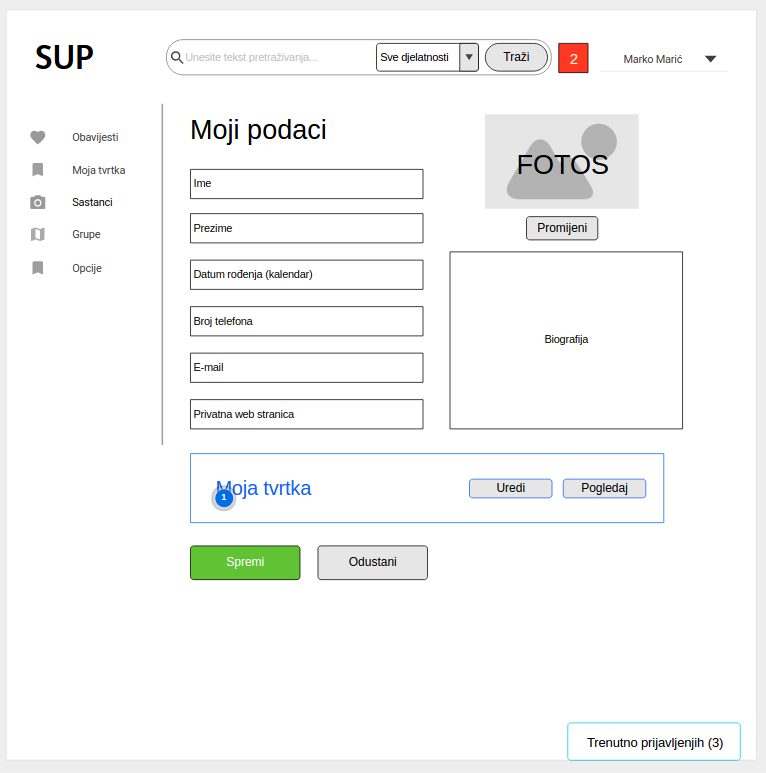 SUP
Unesite tekst pretraživanja...
Sve djelatnosti
Traži
2
Marko Marić
Obavijesti
Moja tvrtka
Sastanci
Grupe
Opcije
Moji podaci
Ime
Prezime
Datum rođenja (kalendar)
Broj telefona
E-mail
Privatna web stranica
FOTOS
Promijeni
Biografija
Moja tvrtka
1
Uredi
Pogledaj
Spremi
Odustani
Trenutno prijavljenjih (3)